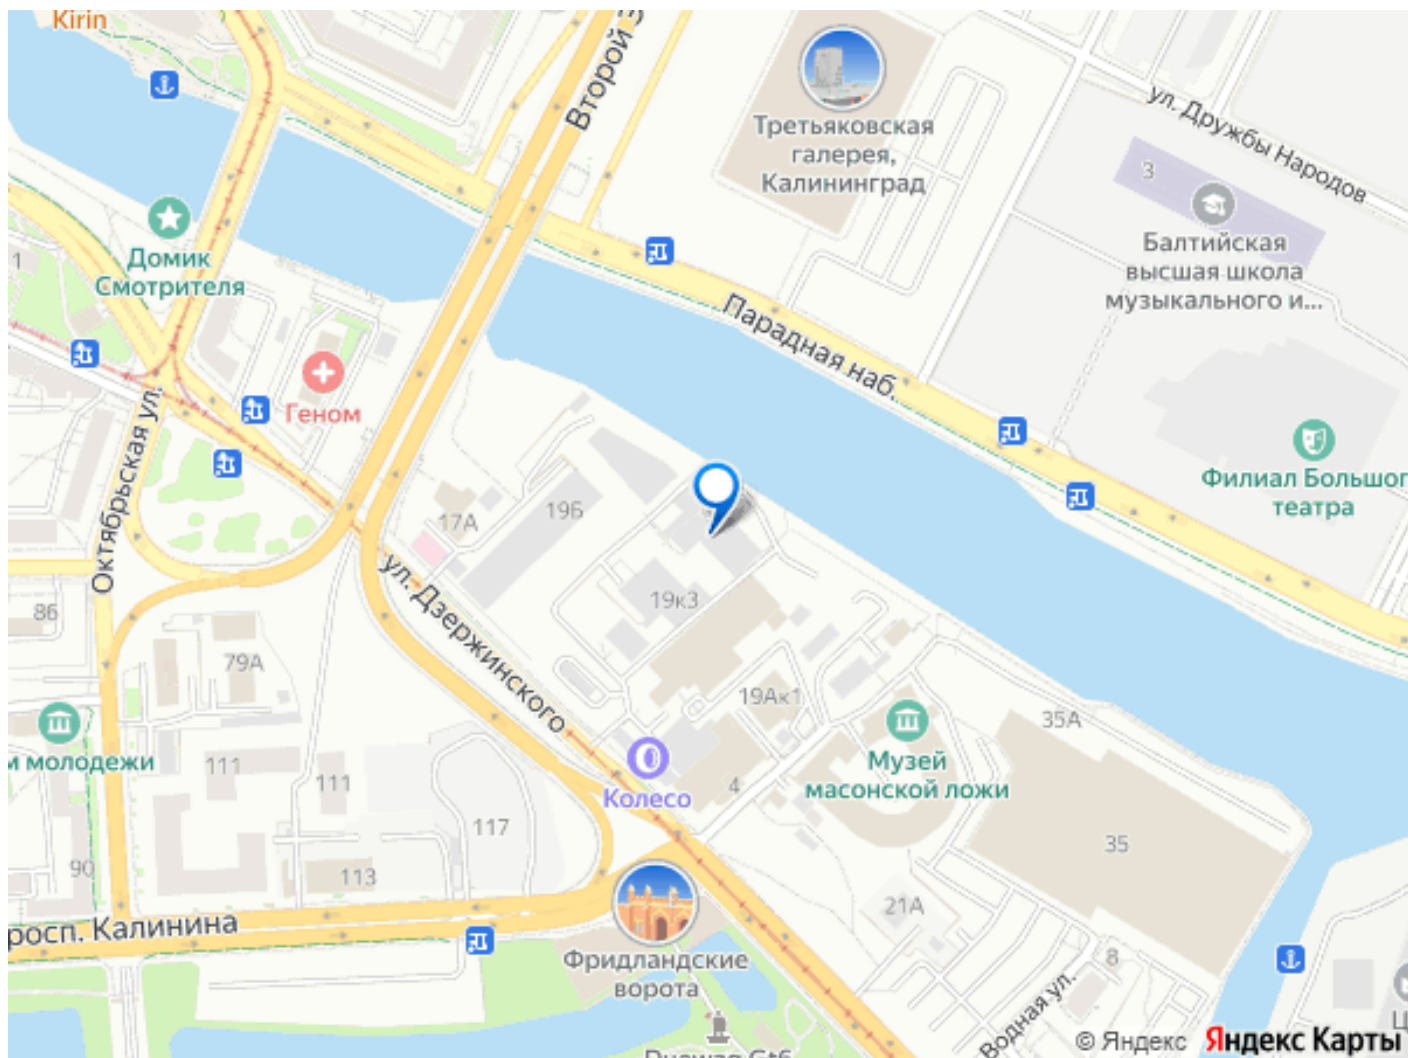 Kirin
Второй
Третьяковская
галерея,
Калининград
ул. Дружбы Народов
3
Балтийская
высшая школа
музыкального и...
Домик
Смотрителя
1
Парадная наб.
Геном
Октябрьская ул.
Филиал Большог
театра
17А
19Б
ул. Дзержинского
19к3
86
79А
19Ак1
35А
м молодежи
111
111
Музей
масонской ложи
Колесо
4
117
35
90
113
21А
росп. Калинина
Фридландские
ворота
8
Водная ул.
© Яндекс Яндекс Карты